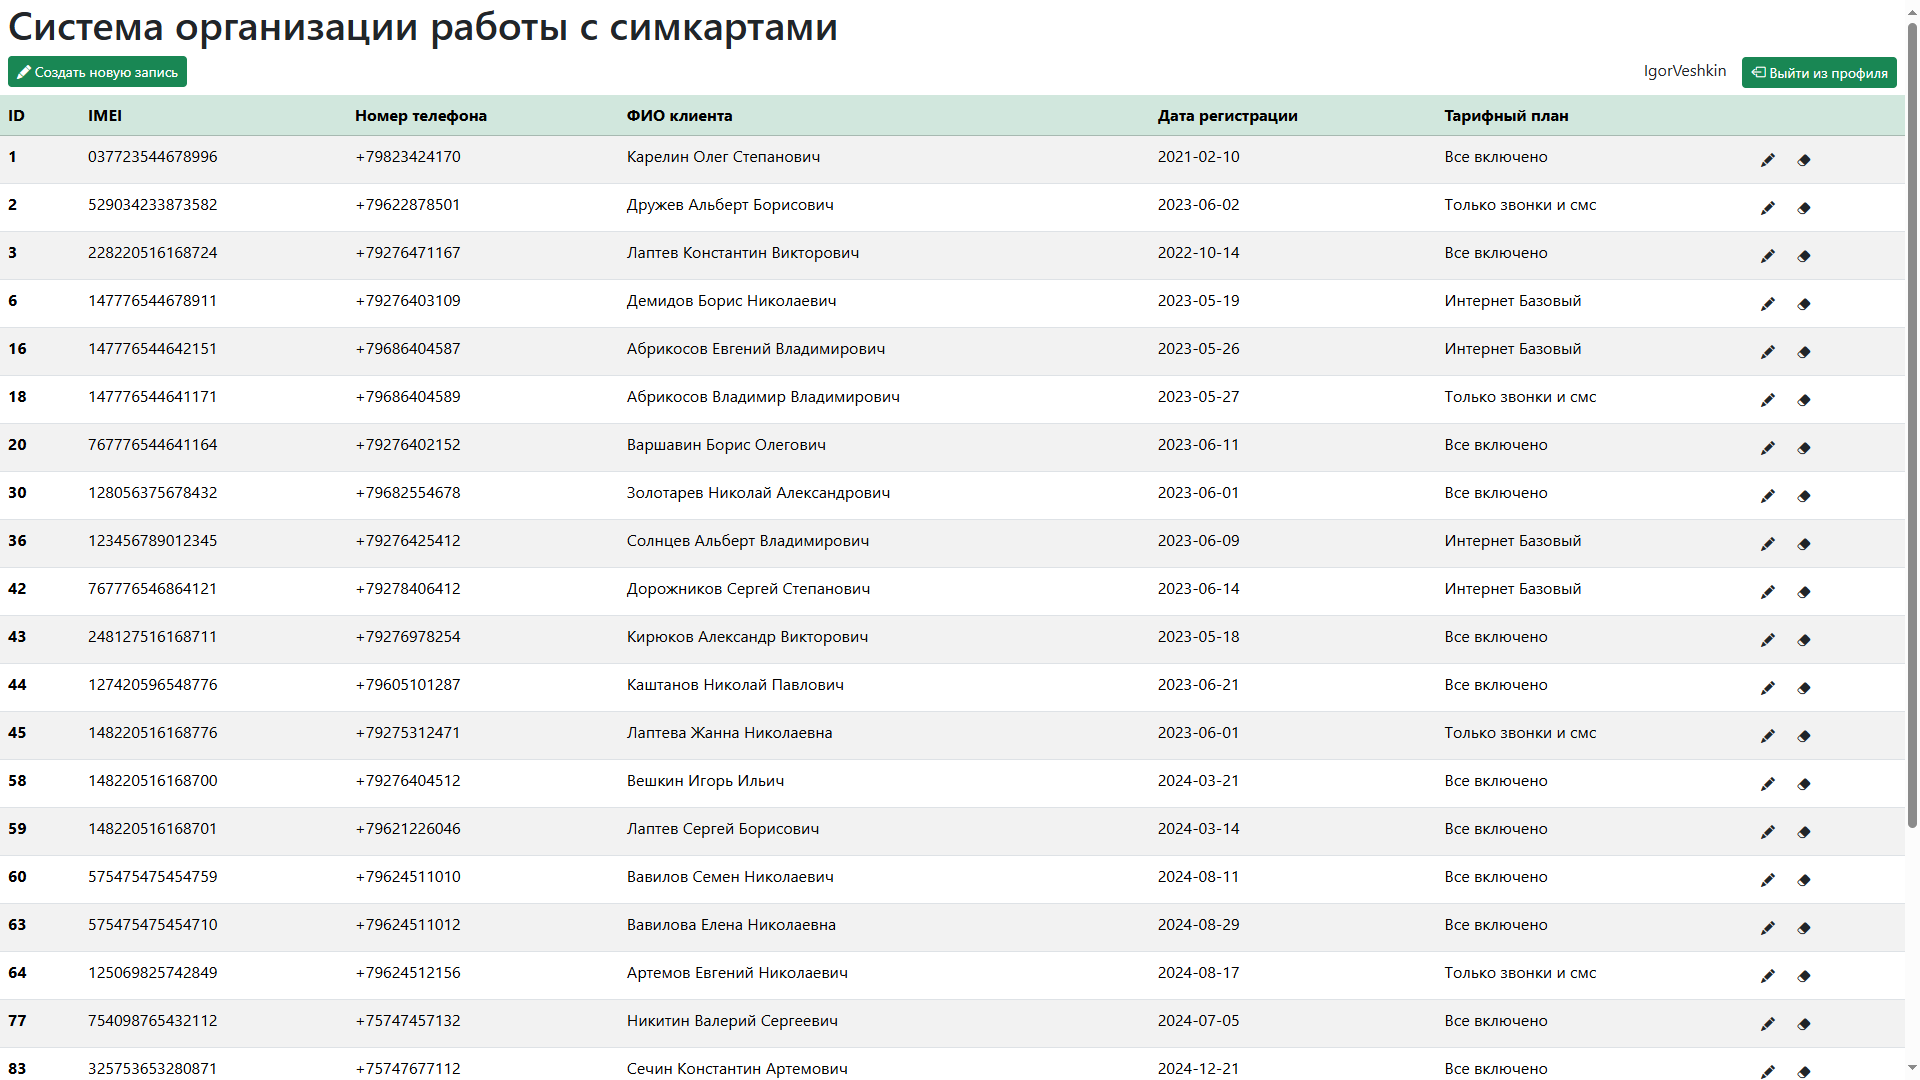 Система организации работы с симкартами
Создать новую запись
IgorVeshkin
Выйти из профиля
ID IMEI Номер телефона ФИО клиента Дата регистрации Тарифный план
1 037723544678996 +79823424170 Карелин Олег Степанович 2021-02-10 Все включено
2 529034233873582 +79622878501 Дружев Альберт Борисович 2023-06-02 Только звонки и смс
3 228220516168724 +79276471167 Лаптев Константин Викторович 2022-10-14 Все включено
6 147776544678911 +79276403109 Демидов Борис Николаевич 2023-05-19 Интернет Базовый
16 147776544642151 +79686404587 Абрикосов Евгений Владимирович 2023-05-26 Интернет Базовый
18 147776544641171 +79686404589 Абрикосов Владимир Владимирович 2023-05-27 Только звонки и смс
20 767776544641164 +79276402152 Варшавин Борис Олегович 2023-06-11 Все включено
30 128056375678432 +79682554678 Золотарев Николай Александрович 2023-06-01 Все включено
36 123456789012345 +79276425412 Солнцев Альберт Владимирович 2023-06-09 Интернет Базовый
42 767776546864121 +79278406412 Дорожников Сергей Степанович 2023-06-14 Интернет Базовый
43 248127516168711 +79276978254 Кирюков Александр Викторович 2023-05-18 Все включено
44 127420596548776 +79605101287 Каштанов Николай Павлович 2023-06-21 Все включено
45 148220516168776 +79275312471 Лаптева Жанна Николаевна 2023-06-01 Только звонки и смс
58 148220516168700 +79276404512 Вешкин Игорь Ильич 2024-03-21 Все включено
59 148220516168701 +79621226046 Лаптев Сергей Борисович 2024-03-14 Все включено
60 575475475454759 +79624511010 Вавилов Семен Николаевич 2024-08-11 Все включено
63 575475475454710 +79624511012 Вавилова Елена Николаевна 2024-08-29 Все включено
64 125069825742849 +79624512156 Артемов Евгений Николаевич 2024-08-17 Только звонки и смс
77 754098765432112 +75747457132 Никитин Валерий Сергеевич 2024-07-05 Все включено
83 325753653280871 +75747677112 Сечин Константин Артемович 2024-12-21 Все включено